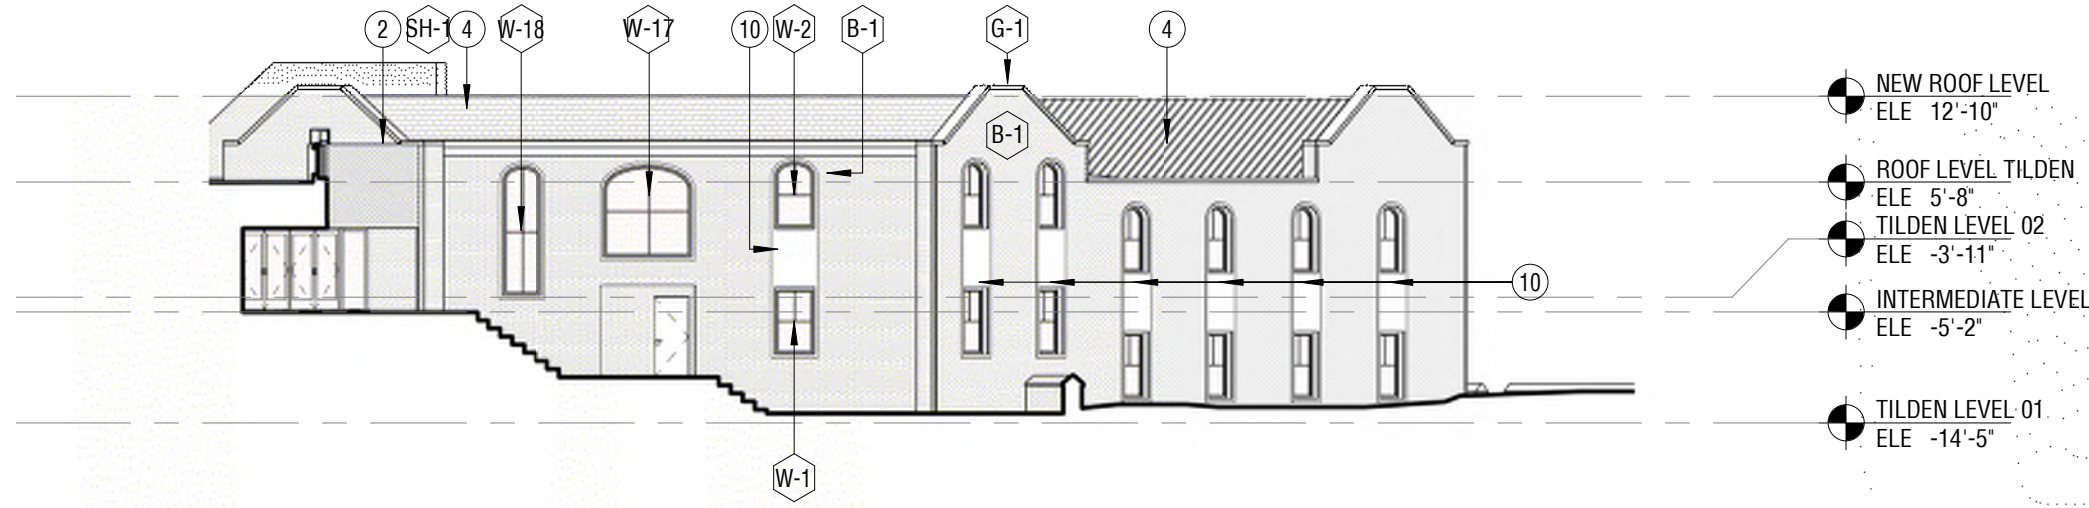 2
SH-1
4
W-18
W-17
10
W-2
B-1
G-1
4
B-1
10
W-1
NEW ROOF LEVEL
ELE 12'-10"
ROOF LEVEL TILDEN
ELE 5'-8"
TILDEN LEVEL 02
ELE -3'-11"
10
INTERMEDIATE LEVEL
ELE -5'-2"
TILDEN LEVEL 01
ELE -14'-5"